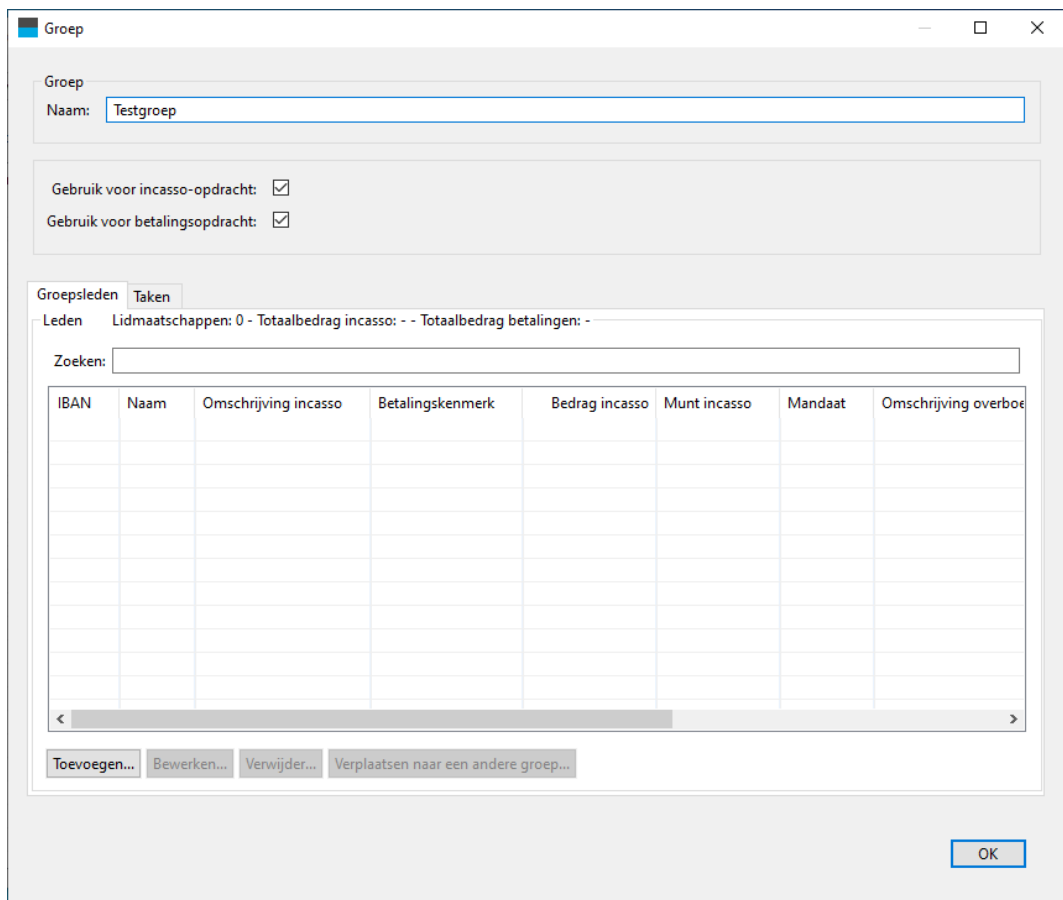 Groep
Groep
Naam: Testgroep
Gebruik voor incasso-opdracht:
Gebruik voor betalingsopdracht:
Groepsleden Taken
Leden Lidmaatschappen: 0 - Totaalbedrag incasso: - - Totaalbedrag betalingen: -
Zoeken:
IBAN Naam Omschrijving incasso Betalingskenmerk Bedrag incasso Munt incasso Mandaat Omschrijving overboe
Toevoegen... Bewerken... Verwijder... Verplaatsen naar een andere groep...
OK